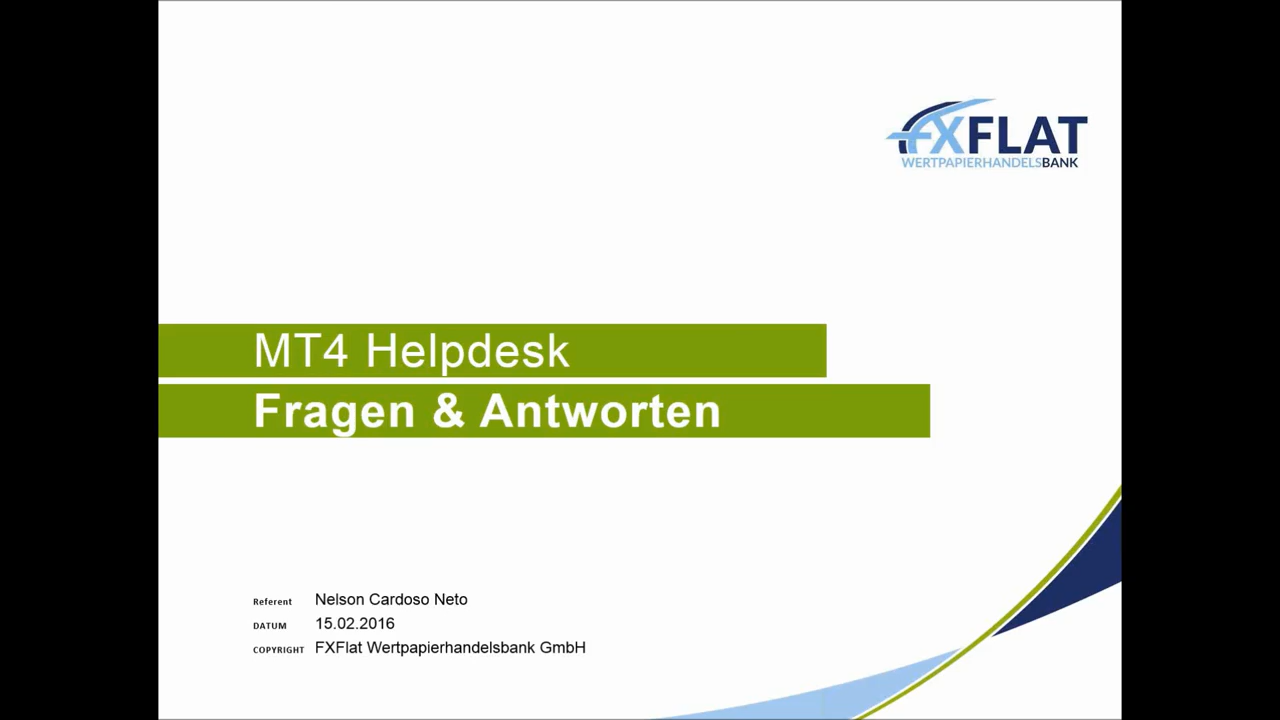 FXFLAT
WERTPAPIERHANDELSBANK
MT4 Helpdesk
Fragen & Antworten
Referent Nelson Cardoso Neto
DATUM 15.02.2016
COPYRIGHT FXFlat Wertpapierhandelsbank GmbH